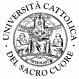 UNIVERSITÀ CATTOLICA
DEL SACRO CUORE